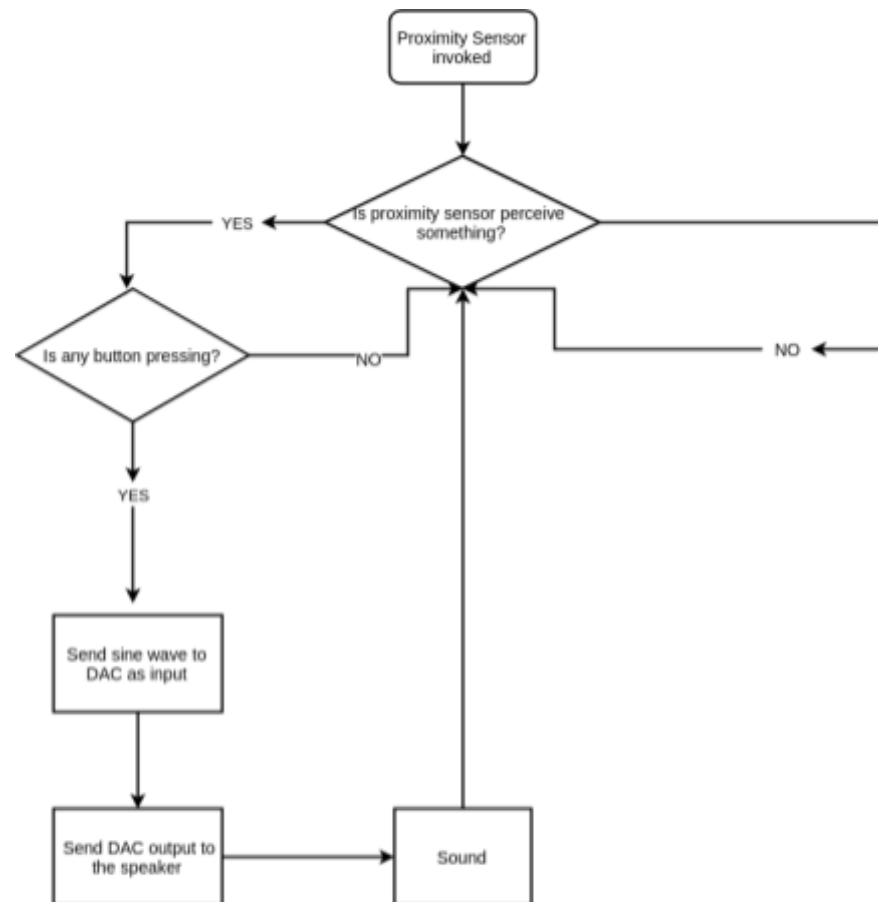 Proximity Sensor
invoked
Is proximity sensor perceive
something?
YES
Is any button pressing?
NO
NO
YES
Send sine wave to
DAC as input
Send DAC output to
the speaker
Sound